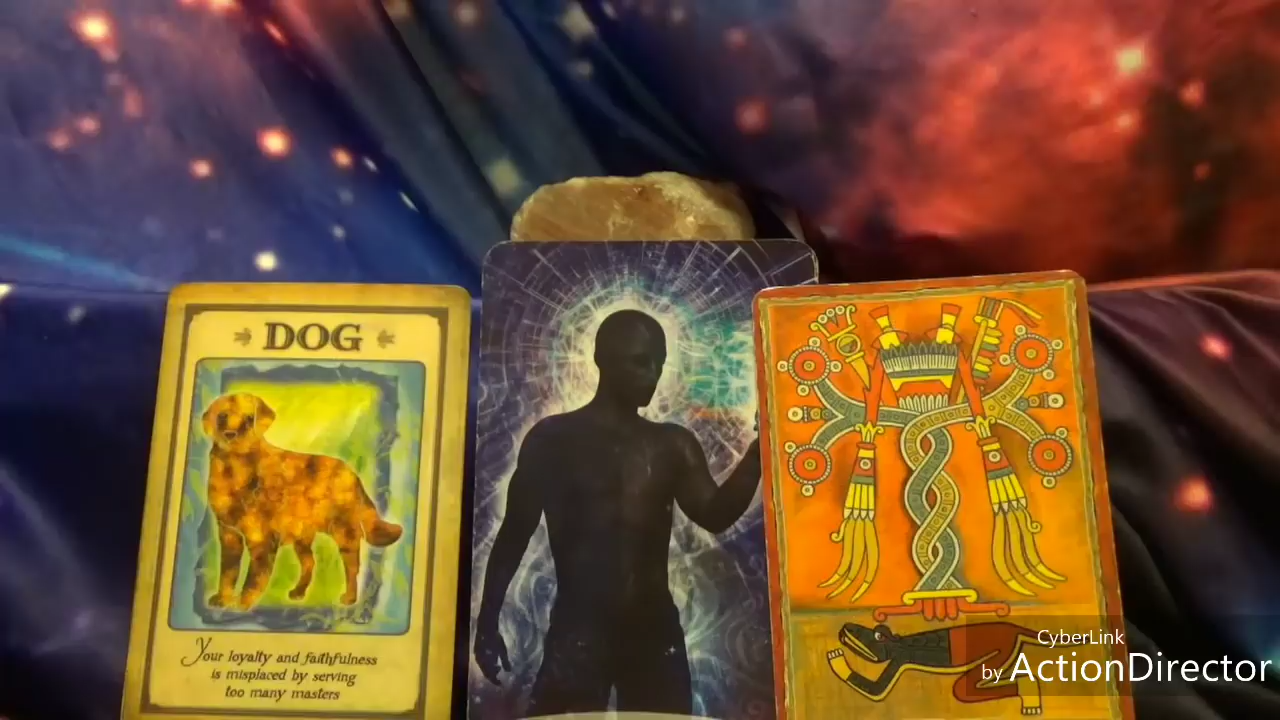 DOG
Your loyalty and faithfulness
is misplaced by serving
too many masters
CyberLink
by ActionDirector